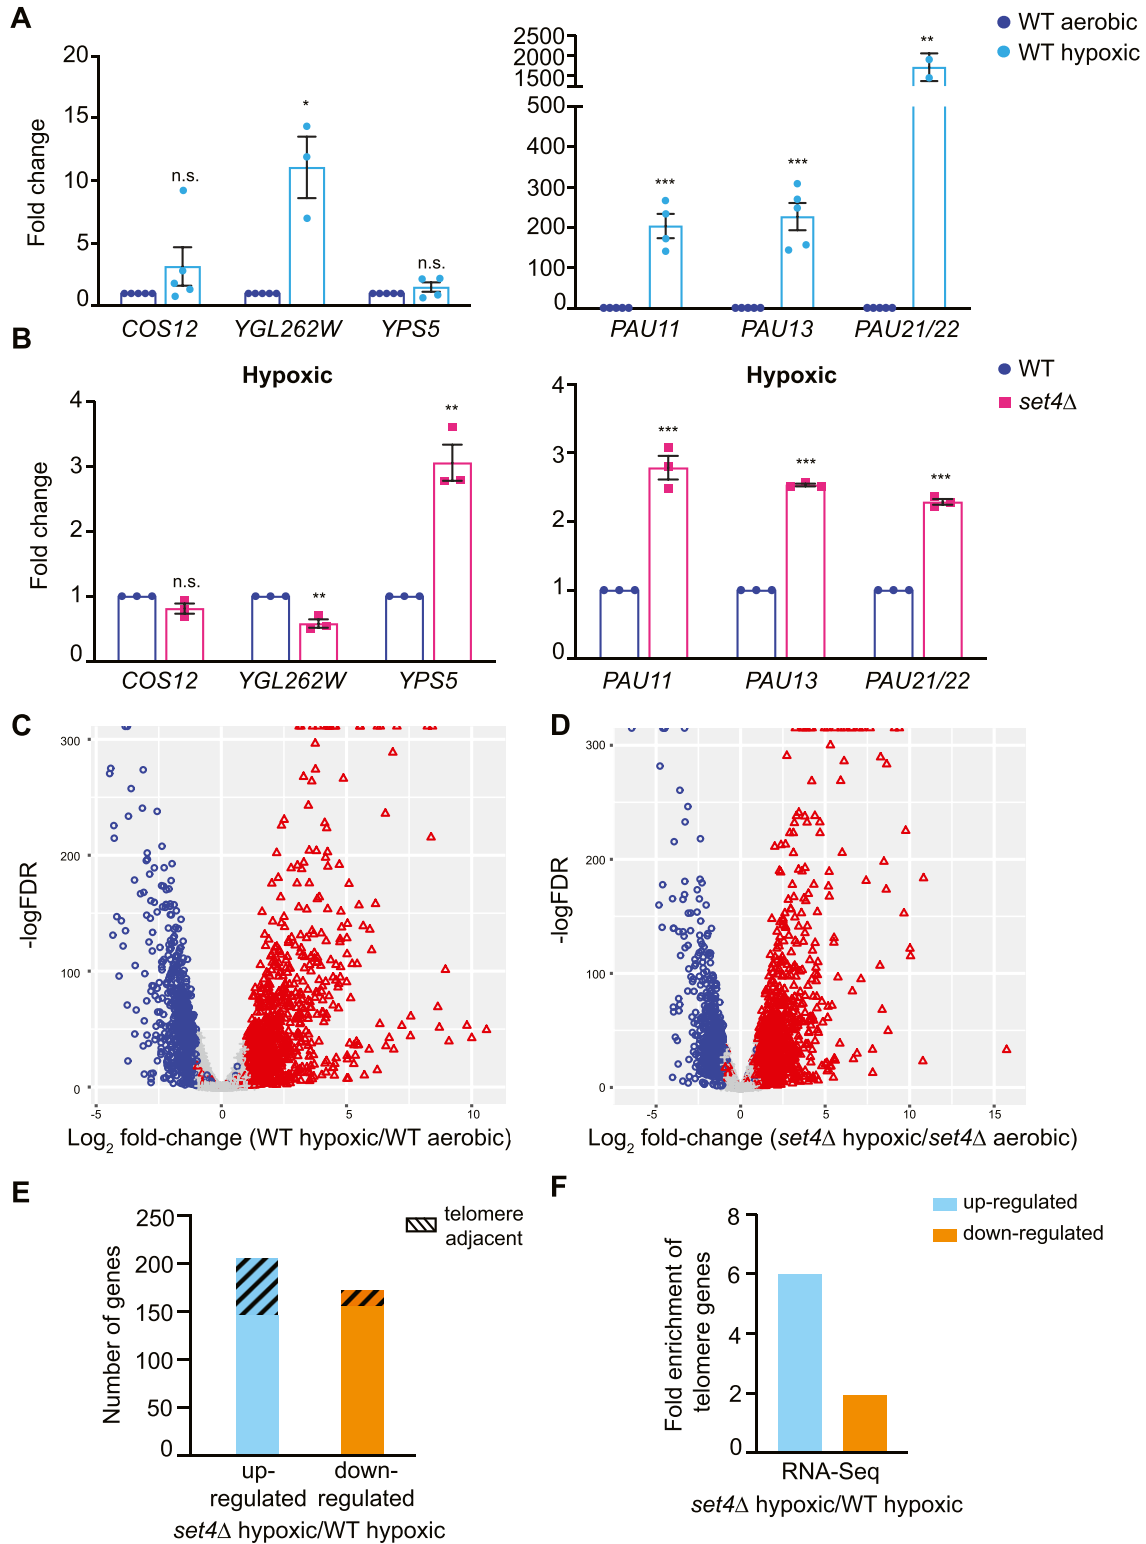 A
WT aerobic
WT hypoxic
Fold change
20
15
10
5
0
n.s.
*
n.s.
COS12 YGL262W YPS5
2500
2000
1500
500
400
300
200
100
0
***
***
**
PAU11 PAU13 PAU21/22
B
WT
set4Δ
Hypoxic
Fold change
4
3
2
1
0
n.s.
**
**
COS12 YGL262W YPS5
Hypoxic
4
3
2
1
0
***
***
***
PAU11 PAU13 PAU21/22
C
-logFDR
300
200
100
0
-5 0 5 10
Log2 fold-change (WT hypoxic/WT aerobic)
D
-logFDR
300
200
100
0
-5 0 5 10 15
Log2 fold-change (set4Δ hypoxic/set4Δ aerobic)
E
telomere
adjacent
Number of genes
250
200
150
100
50
0
up-
regulated
down-
regulated
set4Δ hypoxic/WT hypoxic
F
up-regulated
down-regulated
Fold enrichment of
telomere genes
8
6
4
2
0
RNA-Seq
set4Δ hypoxic/WT hypoxic